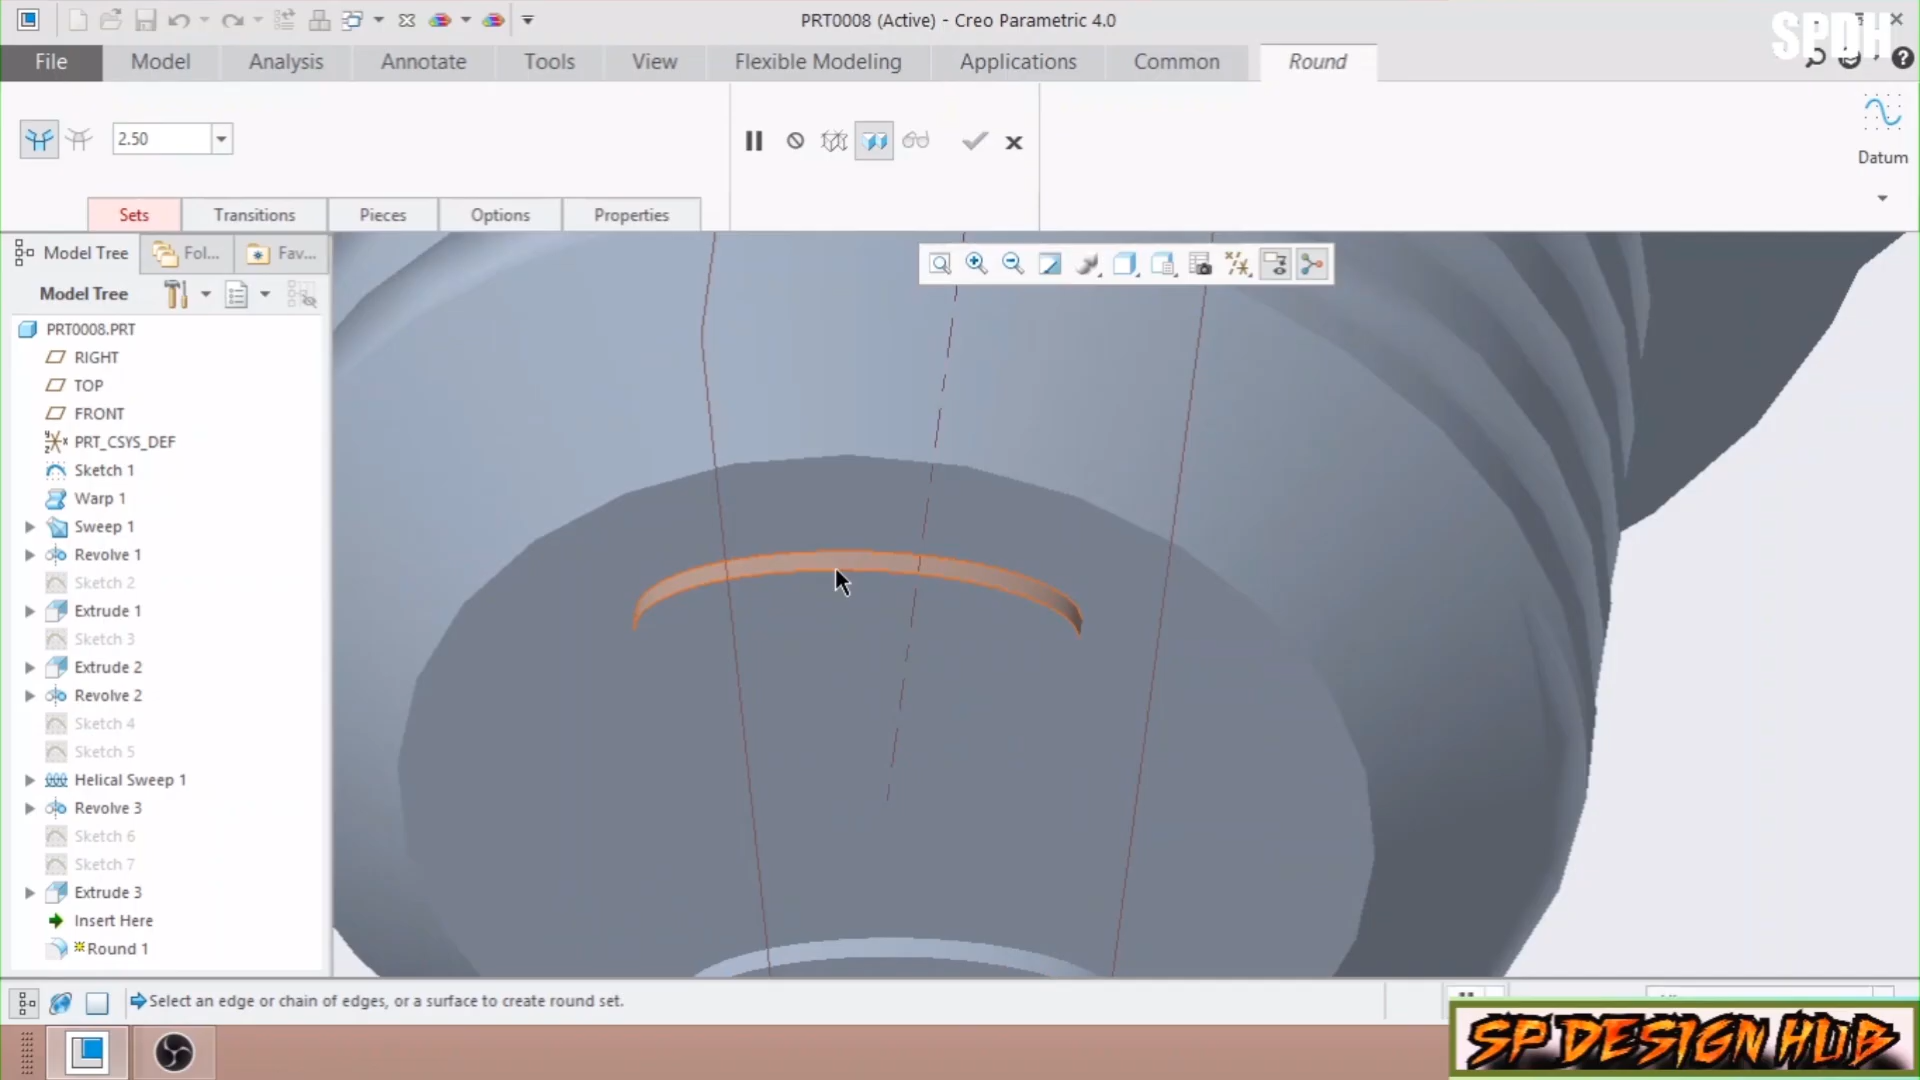 PRT0008 (Active) - Creo Parametric 4.0
SPDH
File
Model
Analysis
Annotate
Tools
View
Flexible Modeling
Applications
Common
Round
2.50
Datum
Sets
Transitions
Pieces
Options
Properties
Model Tree
Fol...
Fav...
Model Tree
PRT0008.PRT
RIGHT
TOP
FRONT
PRT_CSYS_DEF
Sketch 1
Warp 1
Sweep 1
Revolve 1
Sketch 2
Extrude 1
Sketch 3
Extrude 2
Revolve 2
Sketch 4
Sketch 5
Helical Sweep 1
Revolve 3
Sketch 6
Sketch 7
Extrude 3
Insert Here
Round 1
Select an edge or chain of edges, or a surface to create round set.
SP DESIGN HUB